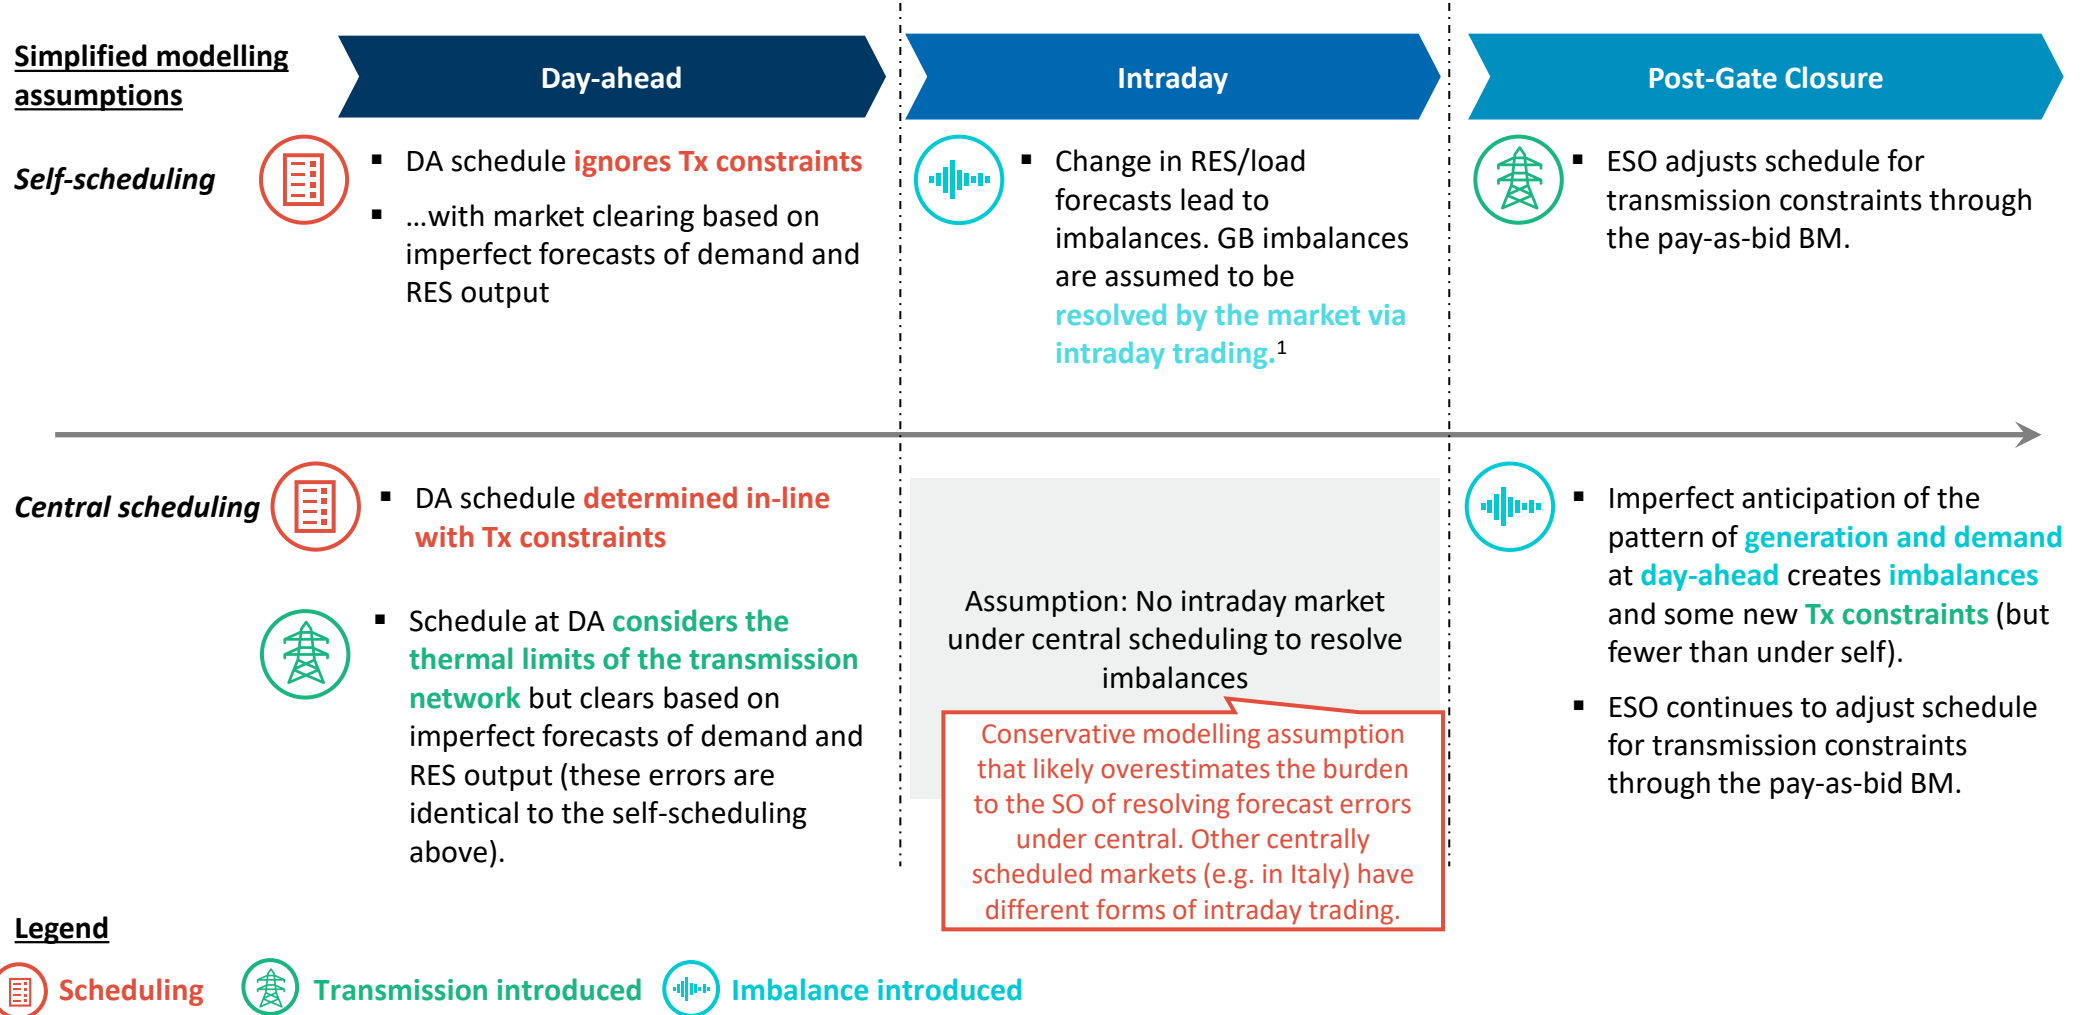 Simplified modelling
assumptions
Day-ahead
Intraday
Post-Gate Closure
Self-scheduling
▪ DA schedule ignores Tx constraints
▪ …with market clearing based on
imperfect forecasts of demand and
RES output
▪ Change in RES/load
forecasts lead to
imbalances. GB imbalances
are assumed to be
resolved by the market via
intraday trading.¹
▪ ESO adjusts schedule for
transmission constraints through
the pay-as-bid BM.
Central scheduling
▪ DA schedule determined in-line
with Tx constraints
▪ Schedule at DA considers the
thermal limits of the transmission
network but clears based on
imperfect forecasts of demand and
RES output (these errors are
identical to the self-scheduling
above).
Assumption: No intraday market
under central scheduling to resolve
imbalances
Conservative modelling assumption
that likely overestimates the burden
to the SO of resolving forecast errors
under central. Other centrally
scheduled markets (e.g. in Italy) have
different forms of intraday trading.
▪ Imperfect anticipation of the
pattern of generation and demand
at day-ahead creates imbalances
and some new Tx constraints (but
fewer than under self).
▪ ESO continues to adjust schedule
for transmission constraints
through the pay-as-bid BM.
Legend
Scheduling
Transmission introduced
Imbalance introduced